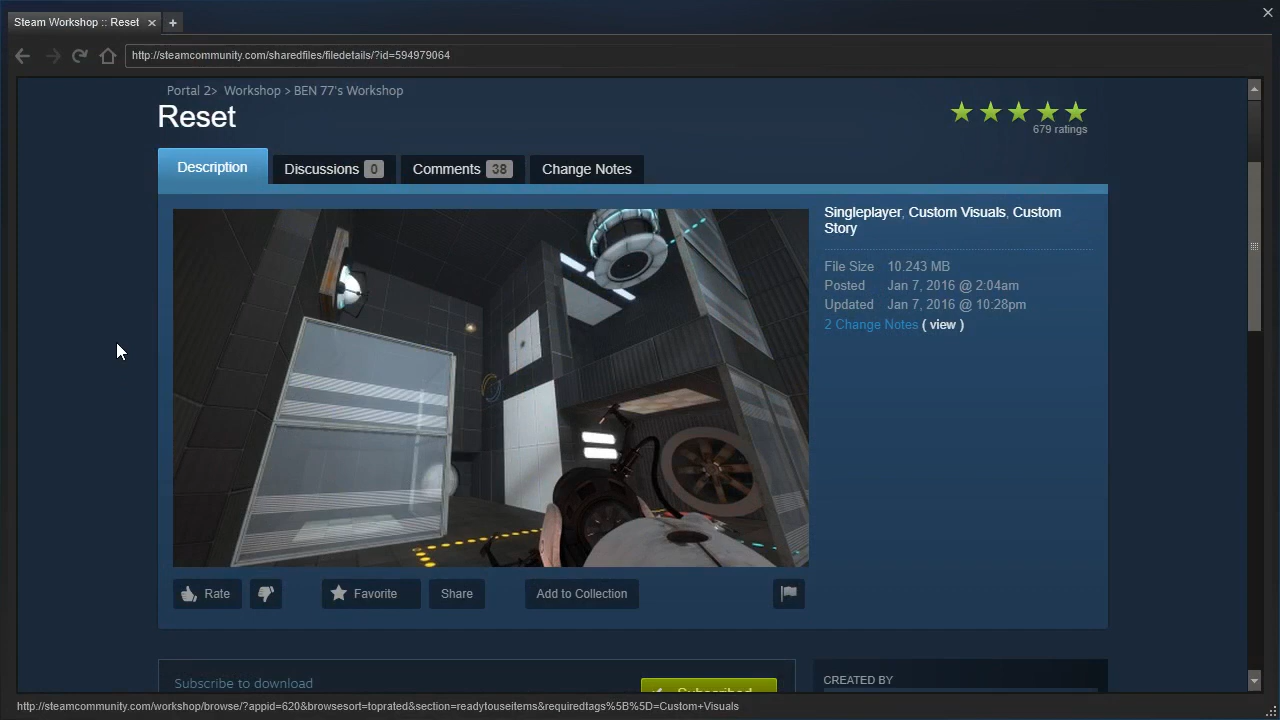 Steam Workshop :: Reset
http://steamcommunity.com/sharedfiles/filedetails/?id=594979064
Portal 2> Workshop > BEN 77's Workshop
Reset
679 ratings
Description
Discussions 0
Comments 38
Change Notes
Singleplayer, Custom Visuals, Custom
Story
File Size 10.243 MB
Posted Jan 7, 2016 @ 2:04am
Updated Jan 7, 2016 @ 10:28pm
2 Change Notes ( view )
Rate
Favorite
Share
Add to Collection
Subscribe to download
Subscribed
CREATED BY
http://steamcommunity.com/workshop/browse/?appid=620&browsesort=toprated&section=readytouseitems&requiredtags%5B%5D=Custom+Visuals